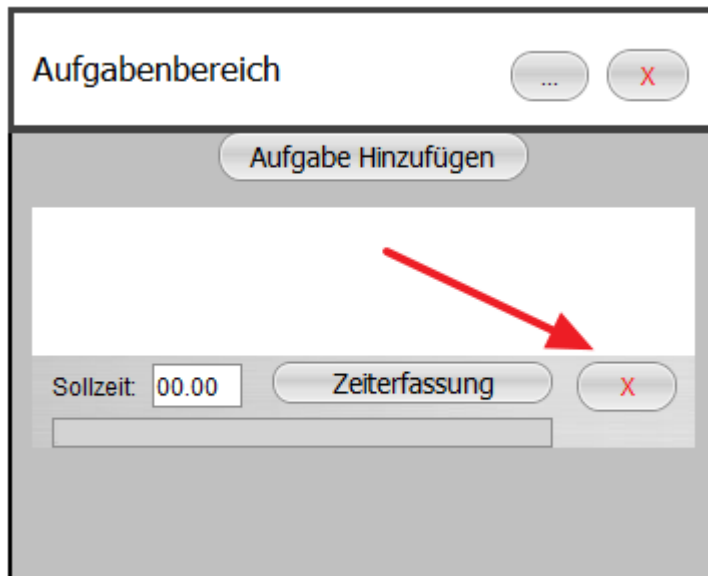 Aufgabenbereich ... X
Aufgabe Hinzufügen
Sollzeit: 00.00 Zeiterfassung X